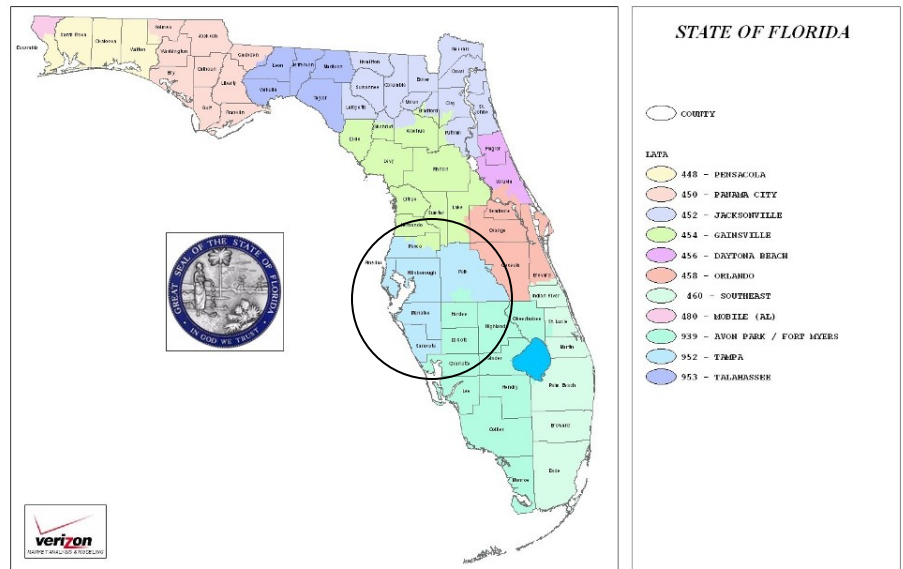 STATE OF FLORIDA
COUNTY
LATA
448 - PENSACOLA
450 - PANAMA CITY
452 - JACKSONVILLE
454 - GAINSVILLE
456 - DAYTONA BEACH
458 - ORLANDO
460 - SOUTHEAST
480 - MOBILE (AL)
939 - AVON PARK / FORT MYERS
952 - TAMPA
953 - TALAHASSEE
Escambia
Santa Rosa
Okaloosa
Walton
Holmes
Jackson
Washington
Bay
Calhoun
Gulf
Liberty
Franklin
Gadsden
Leon
Wakulla
Jefferson
Madison
Taylor
Hamilton
Suwannee
Lafayette
Columbia
Baker
Nassau
Duval
Union
Bradford
Clay
St. Johns
Putnam
Dixie
Gilchrist
Alachua
Levy
Marion
Flagler
Volusia
Citrus
Sumter
Lake
Hernando
Seminole
Orange
Pasco
Pinellas
Hillsborough
Polk
Osceola
Brevard
Indian River
Manatee
Hardee
Highlands
Okeechobee
St. Lucie
Sarasota
Charlotte
Martin
Lee
Hendry
Palm Beach
Collier
Broward
Monroe
Dade
GREAT SEAL OF THE STATE OF FLORIDA
IN GOD WE TRUST
verizon
MARKET ANALYSIS & MODELING